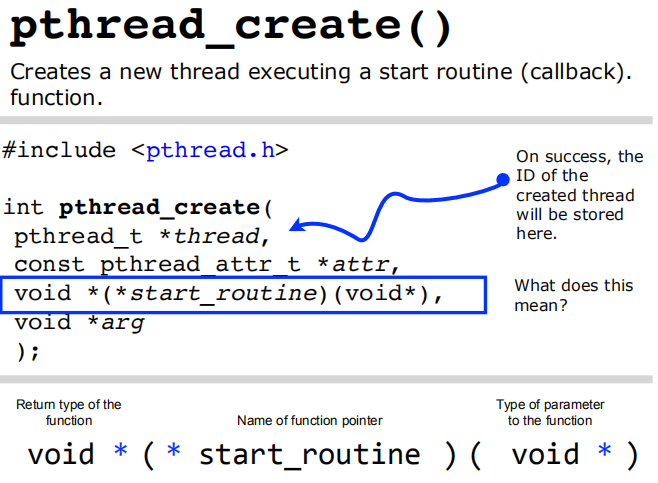 pthread_create()
Creates a new thread executing a start routine (callback).
function.
#include <pthread.h>
int pthread_create(
pthread_t *thread,
const pthread_attr_t *attr,
void *(*start_routine)(void*),
void *arg
);
On success, the
ID of the
created thread
will be stored
here.
What does this
mean?
Return type of the
function
Name of function pointer
Type of parameter
to the function
void * ( * start_routine ) ( void * )